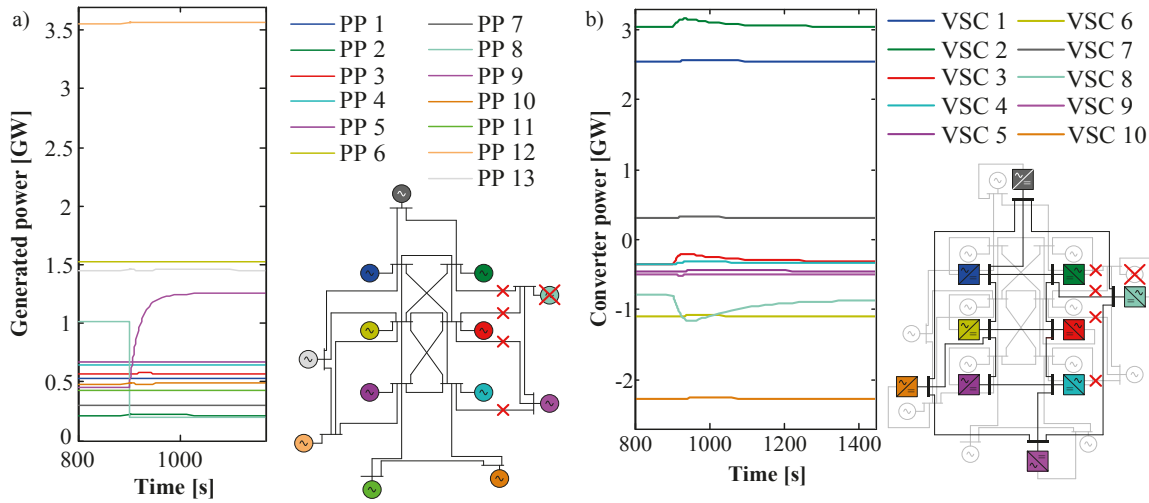 a)
Generated power [GW]
3.5
3
2.5
2
1.5
1
0.5
0
800
1000
Time [s]
PP 1
PP 2
PP 3
PP 4
PP 5
PP 6
PP 7
PP 8
PP 9
PP 10
PP 11
PP 12
PP 13
b)
Converter power [GW]
3
2
1
0
-1
-2
800
1000
1200
1400
Time [s]
VSC 1
VSC 2
VSC 3
VSC 4
VSC 5
VSC 6
VSC 7
VSC 8
VSC 9
VSC 10